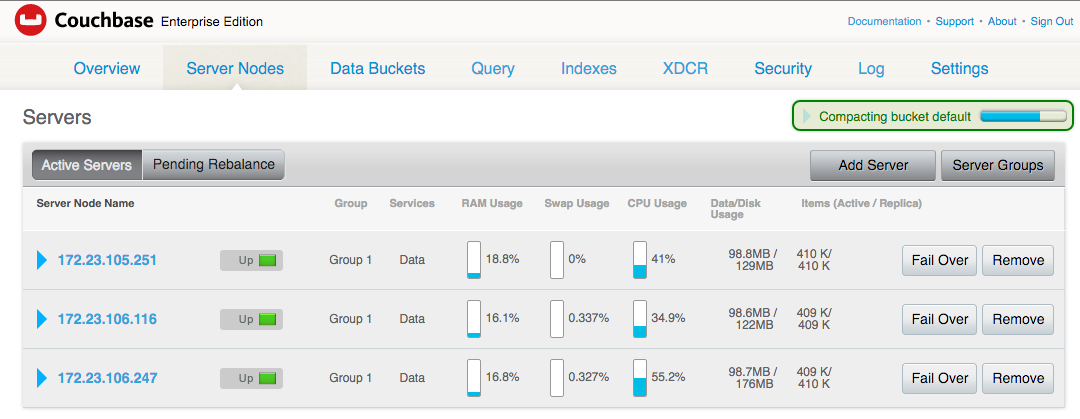 Couchbase Enterprise Edition
Documentation • Support • About • Sign Out
Overview Server Nodes Data Buckets Query Indexes XDCR Security Log Settings
Servers
Compacting bucket default
Active Servers Pending Rebalance Add Server Server Groups
Server Node Name Group Services RAM Usage Swap Usage CPU Usage Data/Disk Items (Active / Replica)
Usage
172.23.105.251 Up Group 1 Data 18.8% 0% 41% 98.8MB / 410 K/ Fail Over Remove
129MB 410 K
172.23.106.116 Up Group 1 Data 16.1% 0.337% 34.9% 98.6MB / 409 K/ Fail Over Remove
122MB 409 K
172.23.106.247 Up Group 1 Data 16.8% 0.327% 55.2% 98.7MB / 409 K/ Fail Over Remove
176MB 410 K